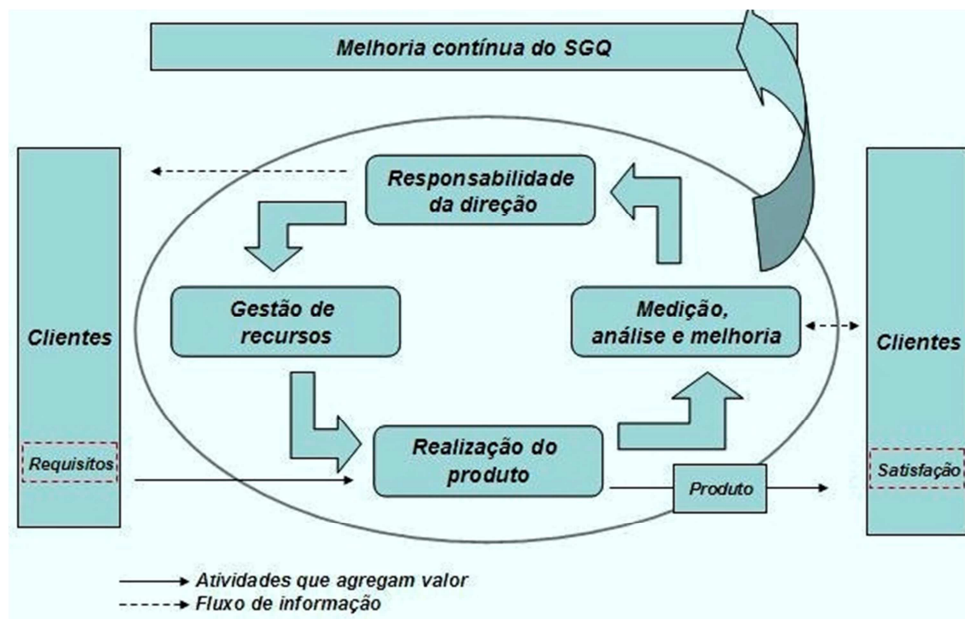 Melhoria contínua do SGQ
Responsabilidade
da direção
Gestão de
recursos
Medição,
análise e melhoria
Clientes
Clientes
Realização do
produto
Requisitos
Produto
Satisfação
Atividades que agregam valor
Fluxo de informação